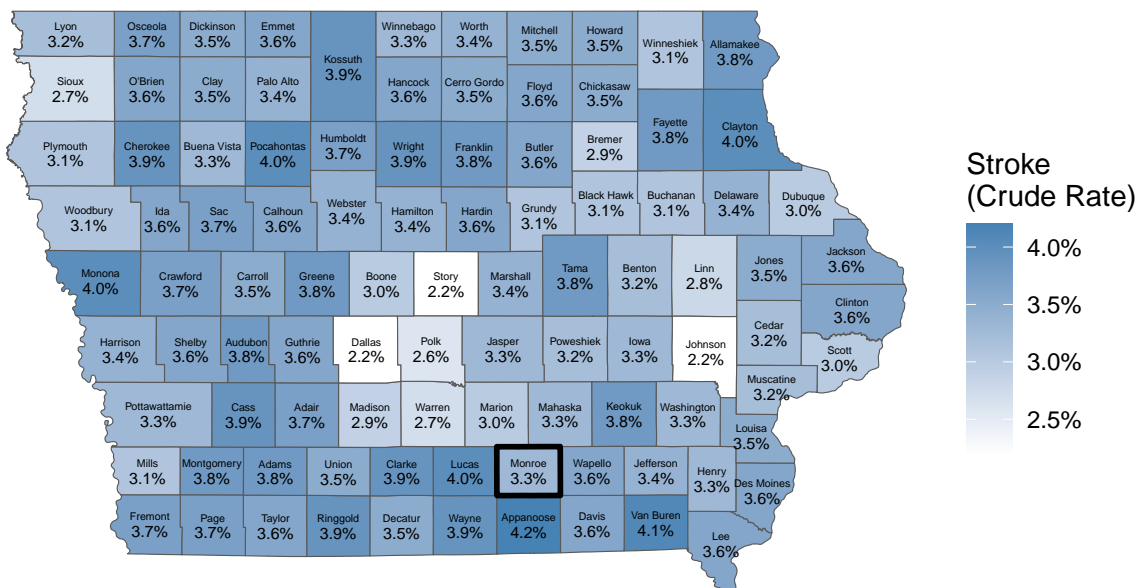 Lyon
3.2%
Osceola
3.7%
Dickinson
3.5%
Emmet
3.6%
Kossuth
3.9%
Winnebago
3.3%
Worth
3.4%
Mitchell
3.5%
Howard
3.5%
Winneshiek
3.1%
Allamakee
3.8%
Sioux
2.7%
O'Brien
3.6%
Clay
3.5%
Palo Alto
3.4%
Hancock
3.6%
Cerro Gordo
3.5%
Floyd
3.6%
Chickasaw
3.5%
Fayette
3.8%
Clayton
4.0%
Plymouth
3.1%
Cherokee
3.9%
Buena Vista
3.3%
Pocahontas
4.0%
Humboldt
3.7%
Wright
3.9%
Franklin
3.8%
Butler
3.6%
Bremer
2.9%
Woodbury
3.1%
Ida
3.6%
Sac
3.7%
Calhoun
3.6%
Webster
3.4%
Hamilton
3.4%
Hardin
3.6%
Grundy
3.1%
Black Hawk
3.1%
Buchanan
3.1%
Delaware
3.4%
Dubuque
3.0%
Monona
4.0%
Crawford
3.7%
Carroll
3.5%
Greene
3.8%
Boone
3.0%
Story
2.2%
Marshall
3.4%
Tama
3.8%
Benton
3.2%
Linn
2.8%
Jones
3.5%
Jackson
3.6%
Clinton
3.6%
Harrison
3.4%
Shelby
3.6%
Audubon
3.8%
Guthrie
3.6%
Dallas
2.2%
Polk
2.6%
Jasper
3.3%
Poweshiek
3.2%
Iowa
3.3%
Johnson
2.2%
Cedar
3.2%
Scott
3.0%
Muscatine
3.2%
Pottawattamie
3.3%
Cass
3.9%
Adair
3.7%
Madison
2.9%
Warren
2.7%
Marion
3.0%
Mahaska
3.3%
Keokuk
3.8%
Washington
3.3%
Louisa
3.5%
Mills
3.1%
Montgomery
3.8%
Adams
3.8%
Union
3.5%
Clarke
3.9%
Lucas
4.0%
Monroe
3.3%
Wapello
3.6%
Jefferson
3.4%
Henry
3.3%
Des Moines
3.6%
Fremont
3.7%
Page
3.7%
Taylor
3.6%
Ringgold
3.9%
Decatur
3.5%
Wayne
3.9%
Appanoose
4.2%
Davis
3.6%
Van Buren
4.1%
Lee
3.6%
Stroke
(Crude Rate)
4.0%
3.5%
3.0%
2.5%